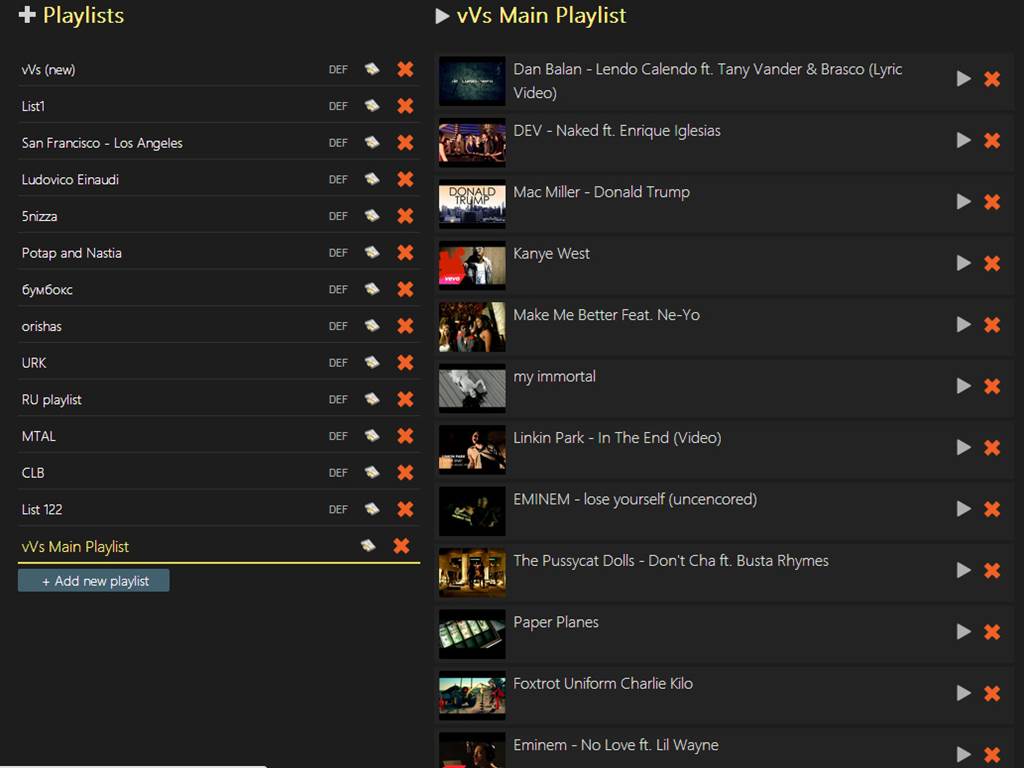 Playlists
vVs (new) DEF
List1 DEF
San Francisco - Los Angeles DEF
Ludovico Einaudi DEF
5nizza DEF
Potap and Nastia DEF
бумбокс DEF
orishas DEF
URK DEF
RU playlist DEF
MTAL DEF
CLB DEF
List 122 DEF
vVs Main Playlist
+ Add new playlist
vVs Main Playlist
Dan Balan - Lendo Calendo ft. Tany Vander & Brasco (Lyric
Video)
DEV - Naked ft. Enrique Iglesias
DONALD
TRUMP
Mac Miller - Donald Trump
vevo
Kanye West
Make Me Better Feat. Ne-Yo
my immortal
LINKIN PARK
Linkin Park - In The End (Video)
EMINEM - lose yourself (uncencored)
The Pussycat Dolls - Don't Cha ft. Busta Rhymes
Paper Planes
Foxtrot Uniform Charlie Kilo
Eminem - No Love ft. Lil Wayne